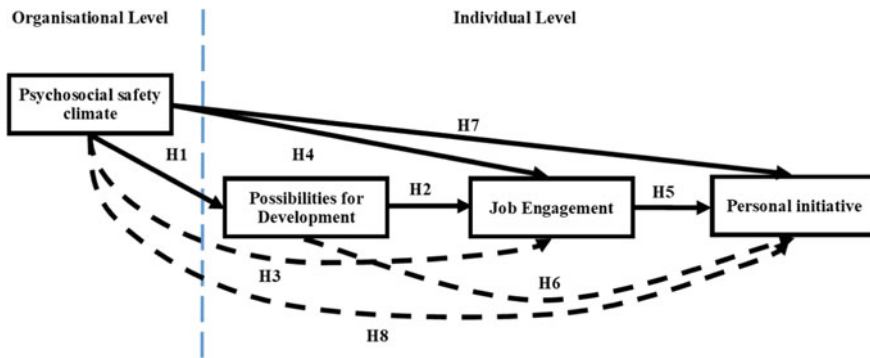 Organisational Level
Individual Level
Psychosocial safety
climate
H7
H1
H4
Possibilities for
Development
H2
Job Engagement
H5
Personal initiative
H3
H6
H8